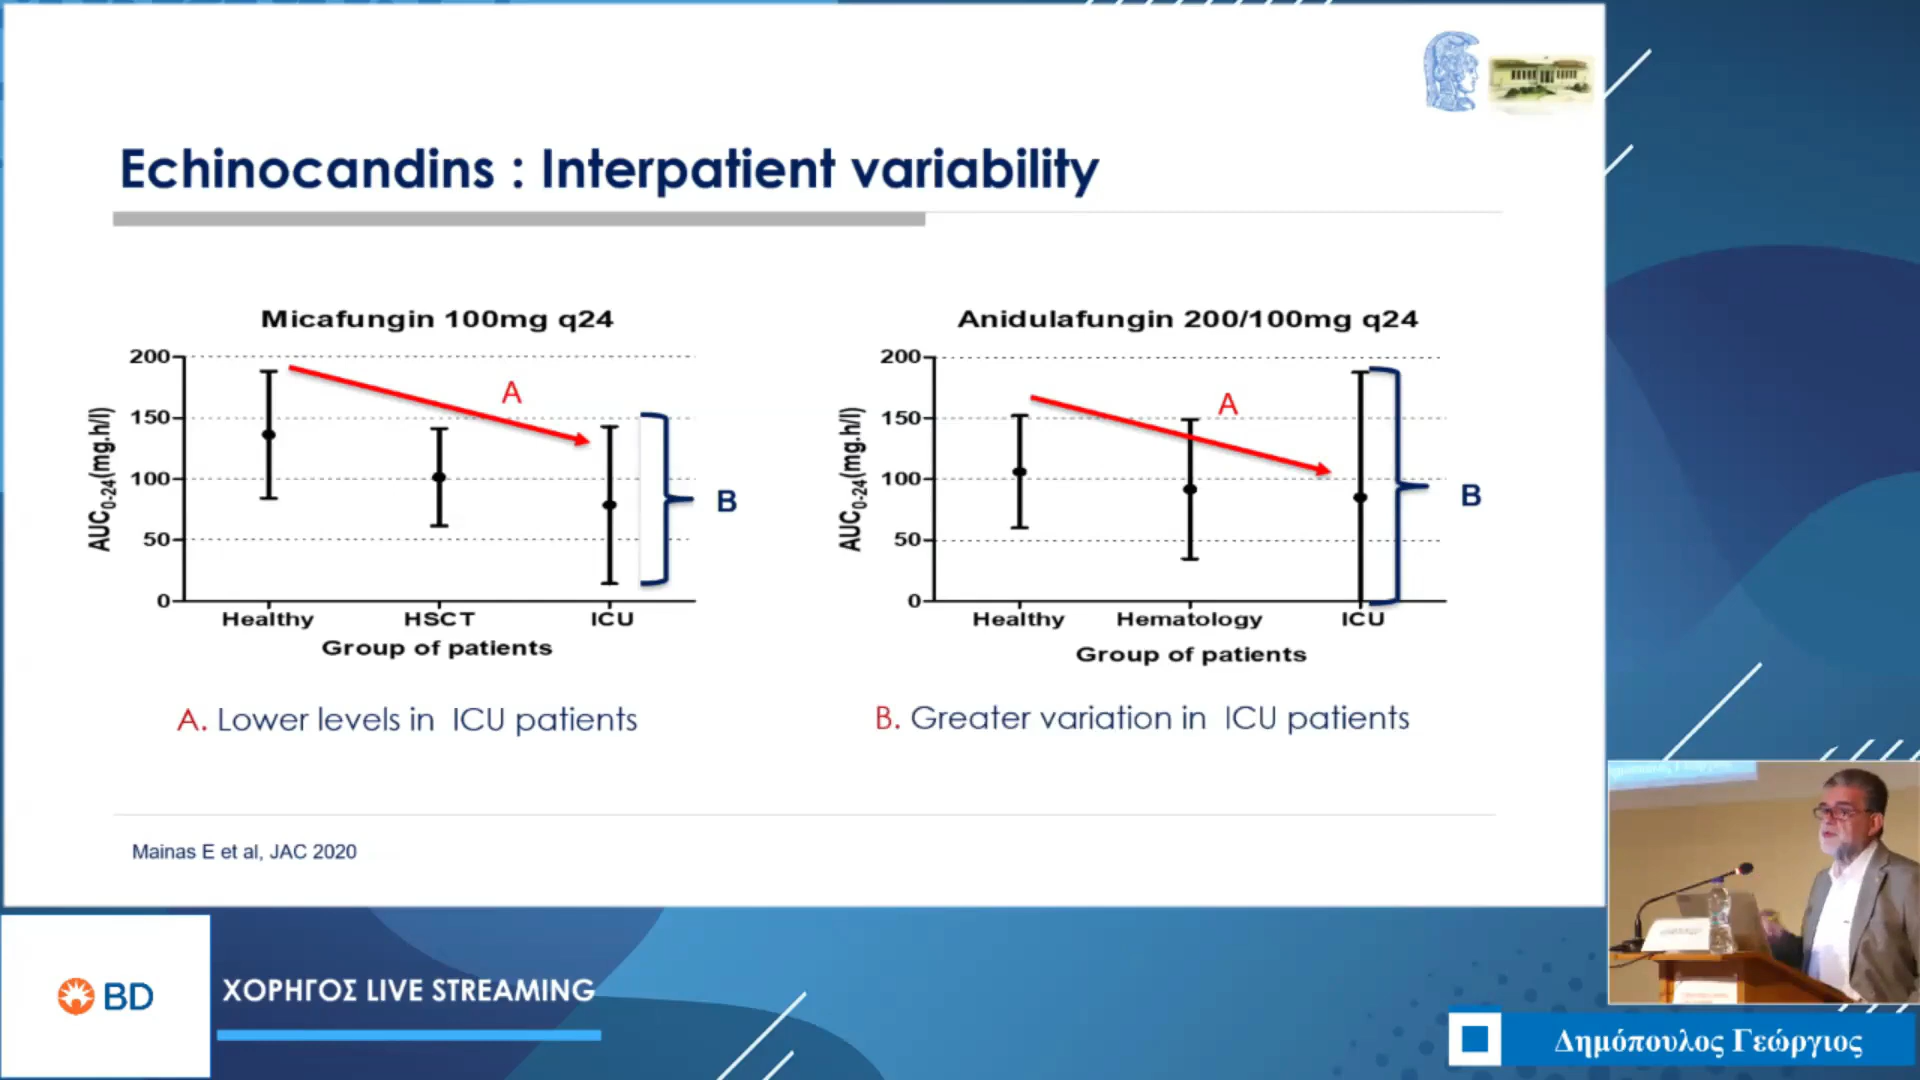 Echinocandins : Interpatient variability
Micafungin 100mg q24
200
150
100
50
0
AUC0-24(mg.h/l)
A
B
Healthy
HSCT
ICU
Group of patients
Anidulafungin 200/100mg q24
200
150
100
50
0
AUC0-24(mg.h/l)
A
B
Healthy
Hematology
ICU
Group of patients
A. Lower levels in ICU patients
B. Greater variation in ICU patients
Mainas E et al, JAC 2020
BD
ΧΟΡΗΓΟΣ LIVE STREAMING
Δημόπουλος Γεώργιος